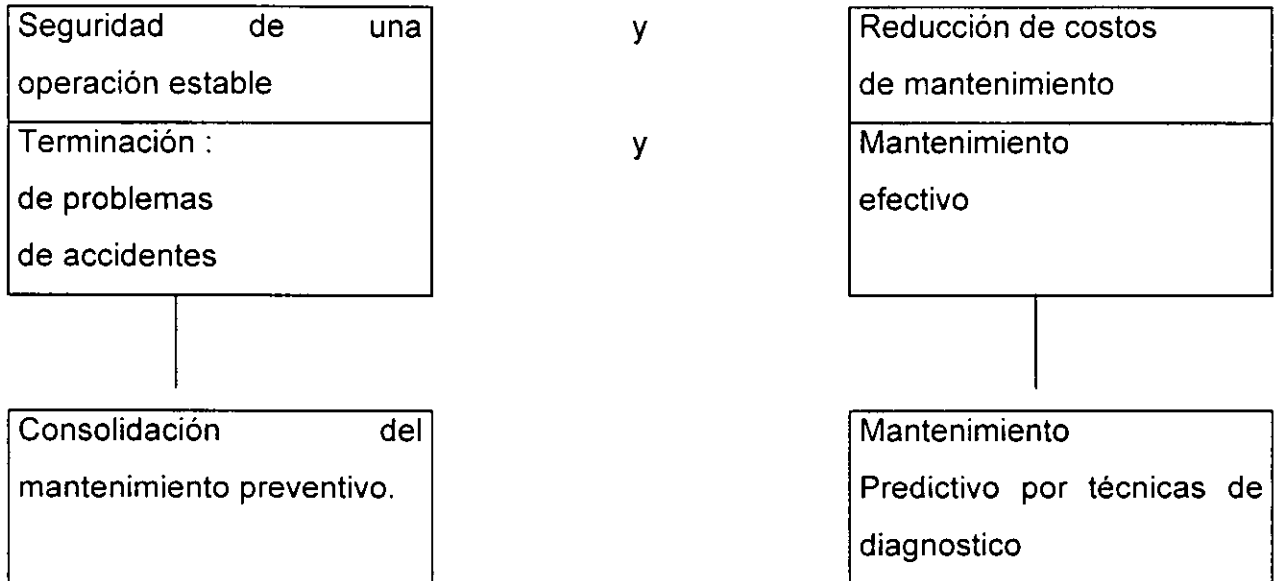 Seguridad de una
operación estable
y
Reducción de costos
de mantenimiento
Terminación :
de problemas
de accidentes
y
Mantenimiento
efectivo
Consolidación del
mantenimiento preventivo.
Mantenimiento
Predictivo por técnicas de
diagnostico